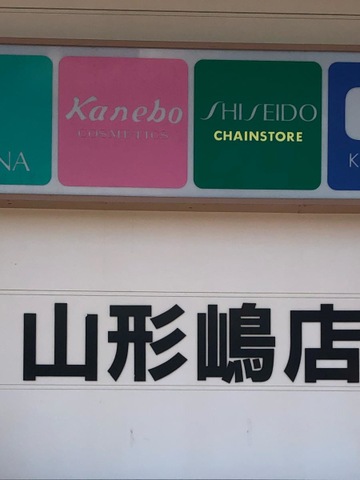 NA
Kanebo
COSMETICS
SHISEIDO
CHAINSTORE
K
山形嶋店